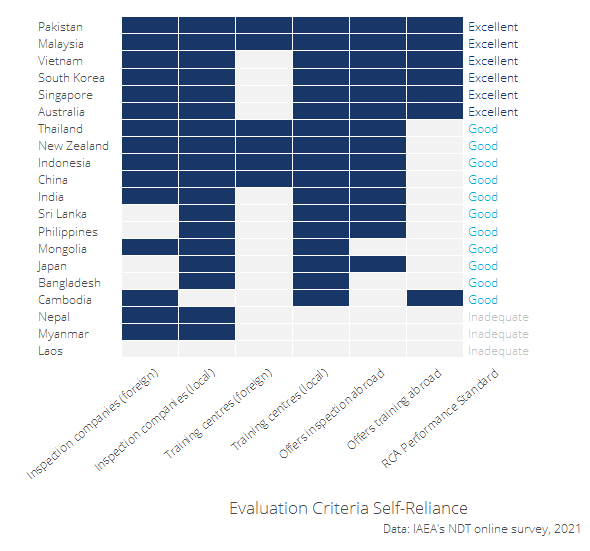 Pakistan Excellent
Malaysia Excellent
Vietnam Excellent
South Korea Excellent
Singapore Excellent
Australia Excellent
Thailand Good
New Zealand Good
Indonesia Good
China Good
India Good
Sri Lanka Good
Philippines Good
Mongolia Good
Japan Good
Bangladesh Good
Cambodia Good
Nepal Inadequate
Myanmar Inadequate
Laos Inadequate
Inspection companies (foreign)
Inspection companies (local)
Training centres (foreign)
Training centres (local)
Offers inspection abroad
Offers training abroad
RCA Performance Standard
Evaluation Criteria Self-Reliance
Data: IAEA's NDT online survey, 2021